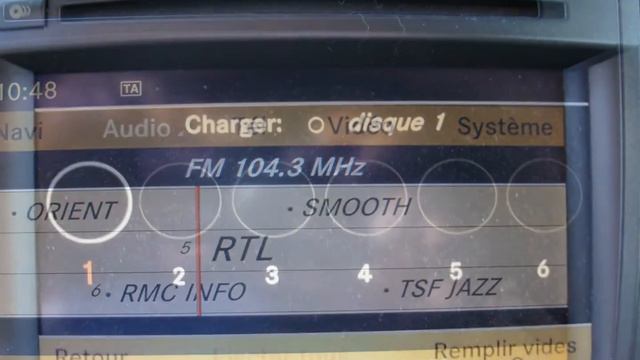 10:48 TA
Navi Audio Vidéo Système
Charger: disque 1
FM 104.3 MHz
• ORIENT • SMOOTH
5 RTL
1 2 3 4 5 6
6 • RMC INFO • TSF JAZZ
Retour Remplir vides